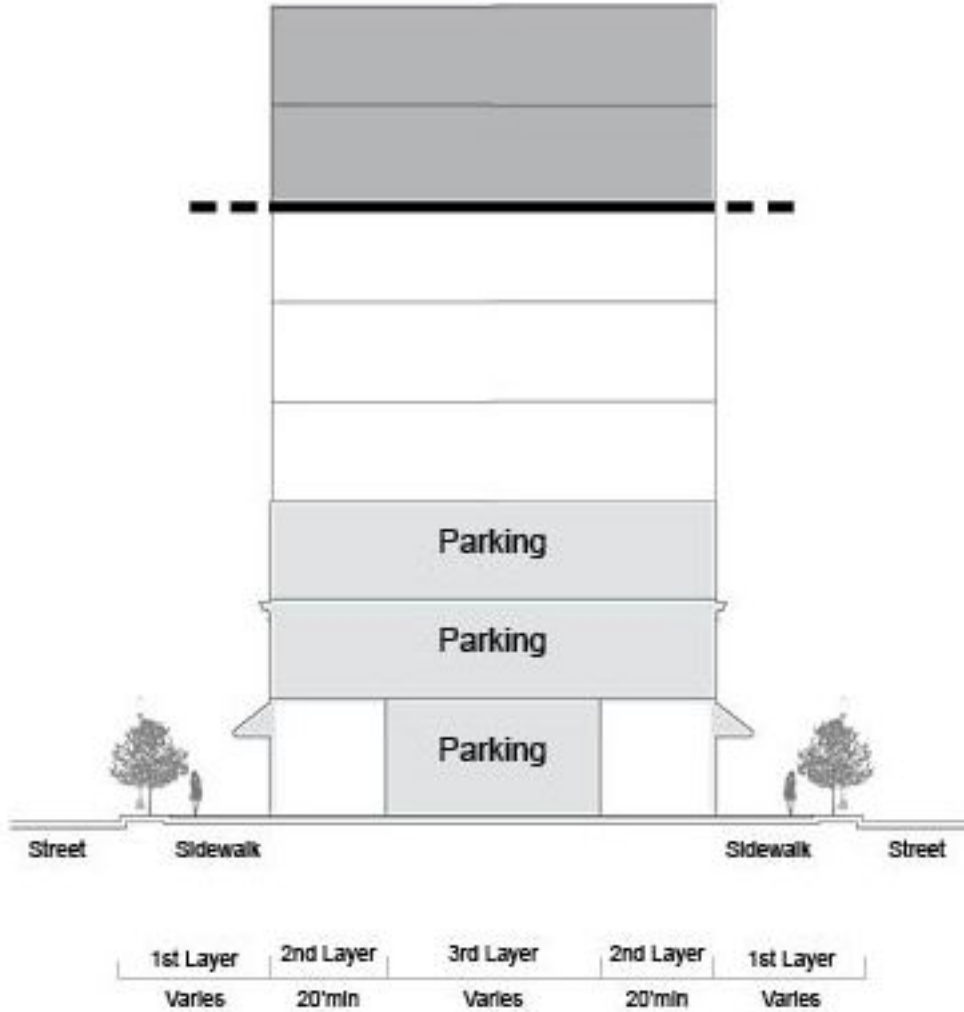 Parking
Parking
Parking
Street Sidewalk Sidewalk Street
1st Layer 2nd Layer 3rd Layer 2nd Layer 1st Layer
Varies 20'min Varies 20'min Varies